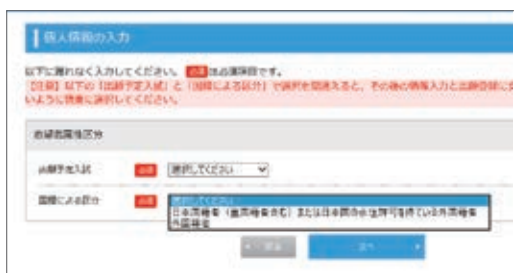 個人情報の入力
以下に漏れなく入力してください。 必須 は必須項目です。
【注意】以下の「出願予定入試」と「国籍による区分」で選択を間違えると、その後の情報入力と出願登録に支
いように慎重に選択してください。
志願者属性区分
出願予定入試 必須 選択してください
国籍による区分 必須 選択してください
日本国籍者（重国籍者含む）または日本国の永住許可を持っている外国籍者
外国籍者
戻る 次へ